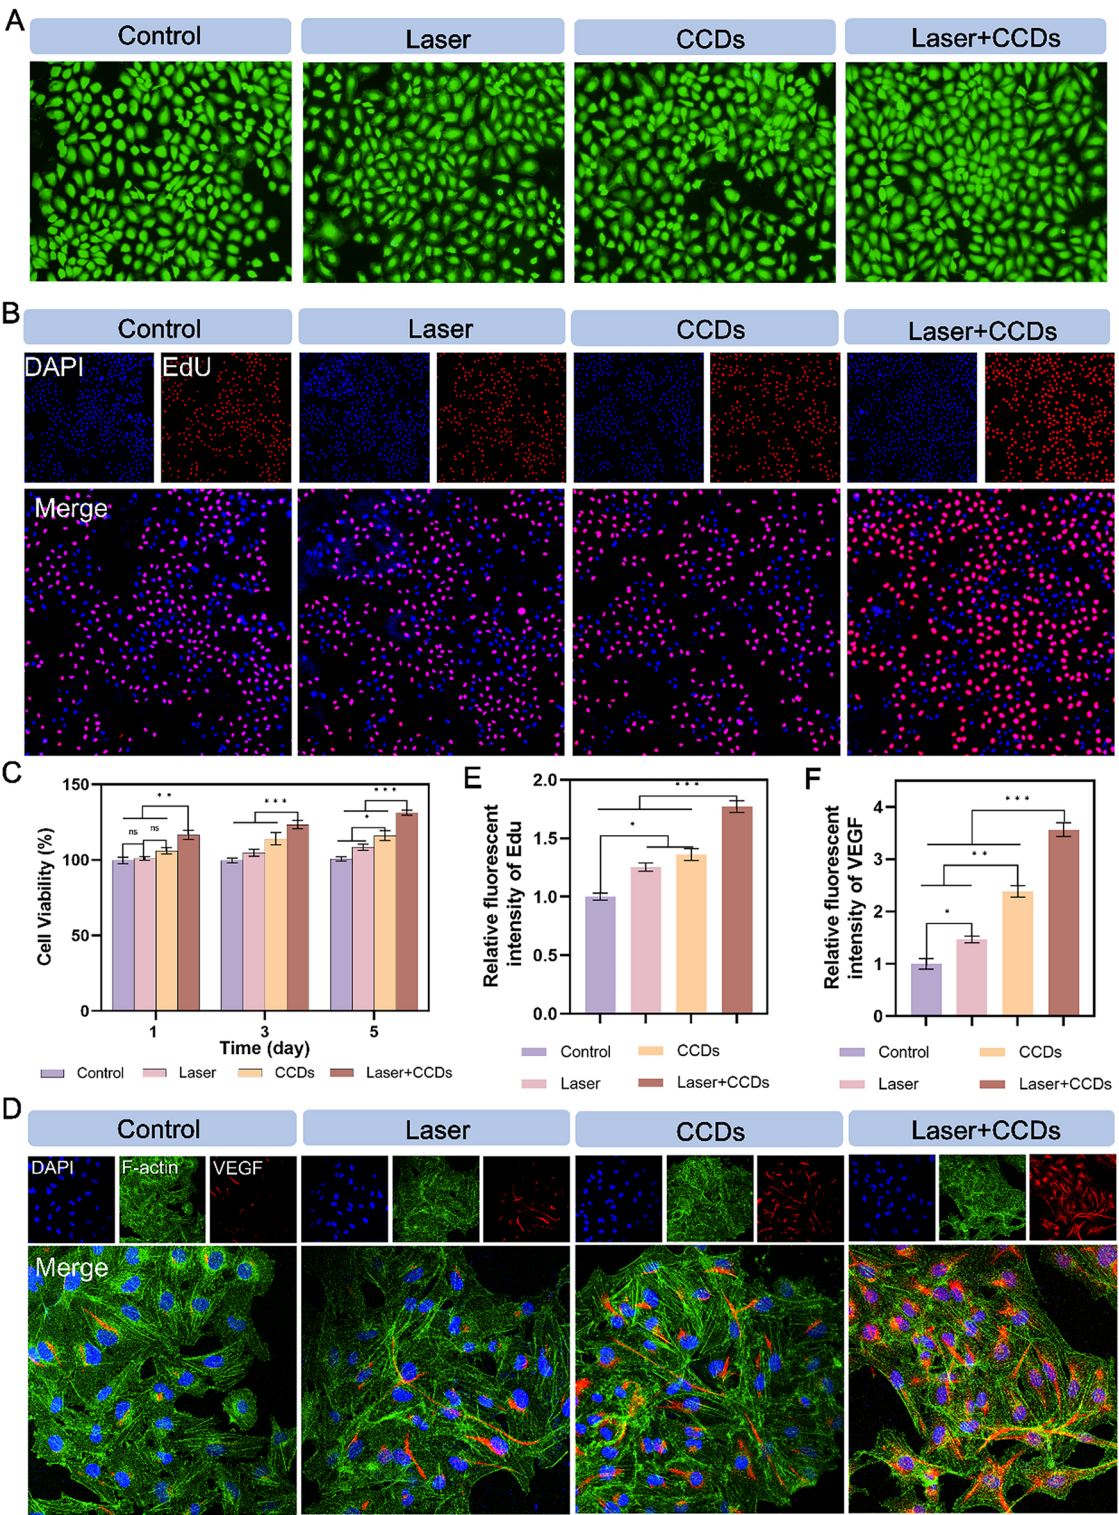 A
Control
Laser
CCDs
Laser+CCDs
B
Control
Laser
CCDs
Laser+CCDs
DAPI
EdU
Merge
C
Cell Viability (%)
150
100
50
0
ns
ns
* *
* * *
*
* * *
1
3
5
Time (day)
Control
Laser
CCDs
Laser+CCDs
E
Relative fluorescent
intensity of Edu
2.0
1.5
1.0
0.5
0.0
*
* * *
Control
CCDs
Laser
Laser+CCDs
F
Relative fluorescent
intensity of VEGF
4
3
2
1
0
*
* *
* * *
Control
CCDs
Laser
Laser+CCDs
D
Control
Laser
CCDs
Laser+CCDs
DAPI
F-actin
VEGF
Merge